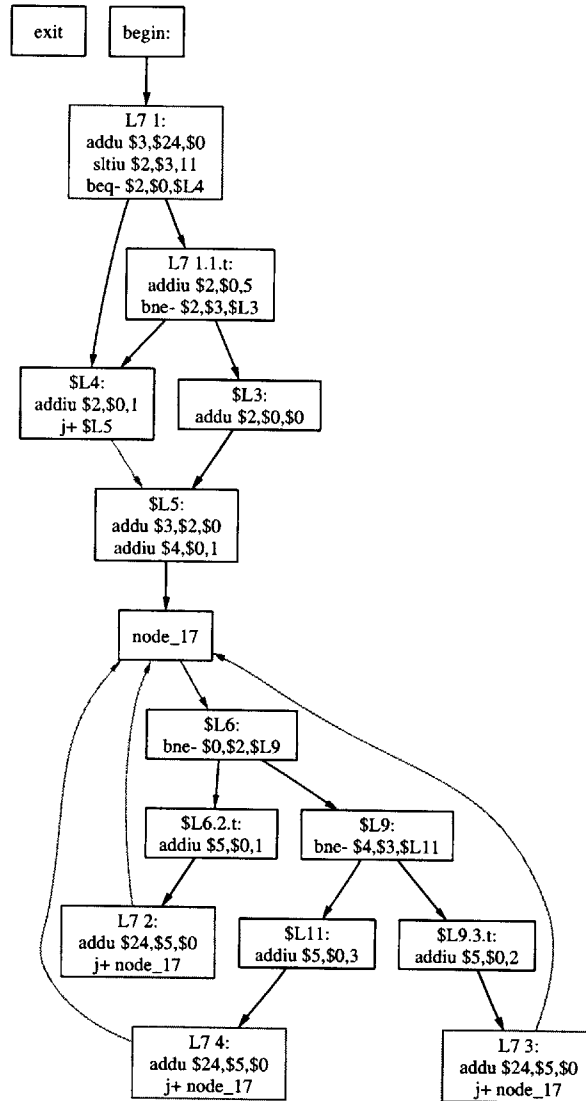 exit
begin:
L7 1:
addu $3,$24,$0
sltiu $2,$3,11
beq- $2,$0,$L4
L7 1.1.t:
addiu $2,$0,5
bne- $2,$3,$L3
$L4:
addiu $2,$0,1
j+ $L5
$L3:
addu $2,$0,$0
$L5:
addu $3,$2,$0
addiu $4,$0,1
node_17
$L6:
bne- $0,$2,$L9
$L6.2.t:
addiu $5,$0,1
$L9:
bne- $4,$3,$L11
L7 2:
addu $24,$5,$0
j+ node_17
$L11:
addiu $5,$0,3
$L9.3.t:
addiu $5,$0,2
L7 4:
addu $24,$5,$0
j+ node_17
L7 3:
addu $24,$5,$0
j+ node_17